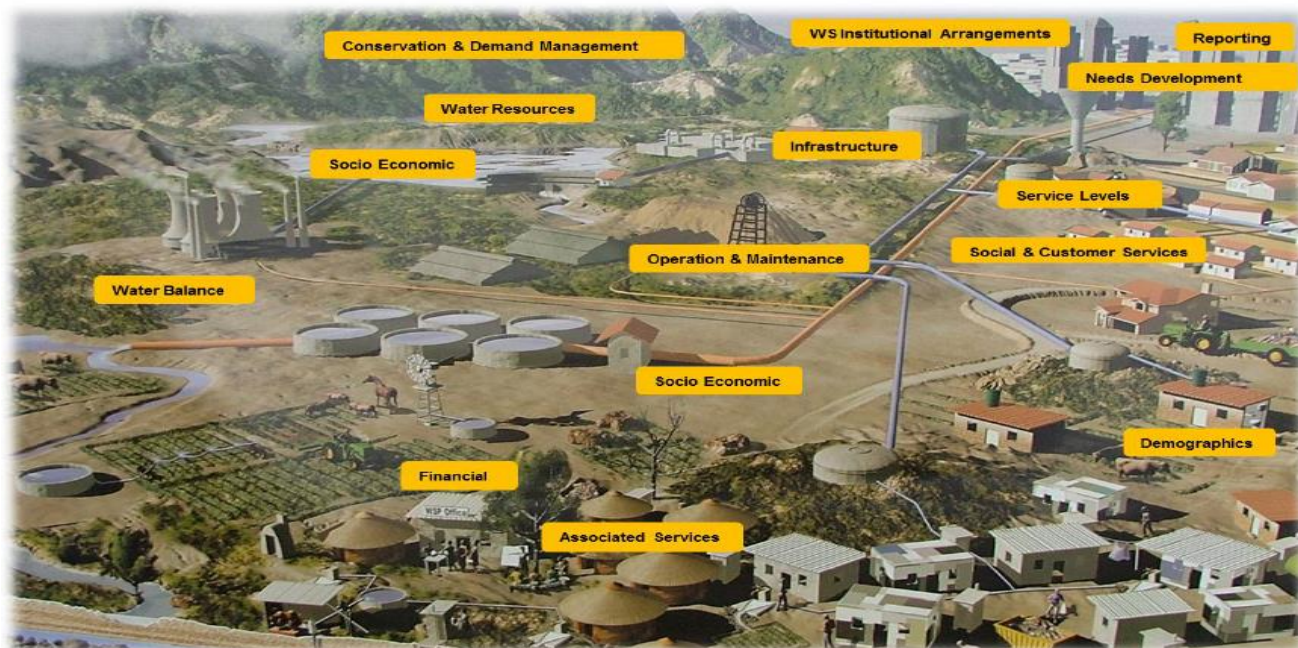 WS Institutional Arrangements
Reporting
Conservation & Demand Management
Needs Development
Water Resources
Infrastructure
Socio Economic
Service Levels
Social & Customer Services
Operation & Maintenance
Water Balance
Socio Economic
Demographics
Financial
WSP Office
Associated Services